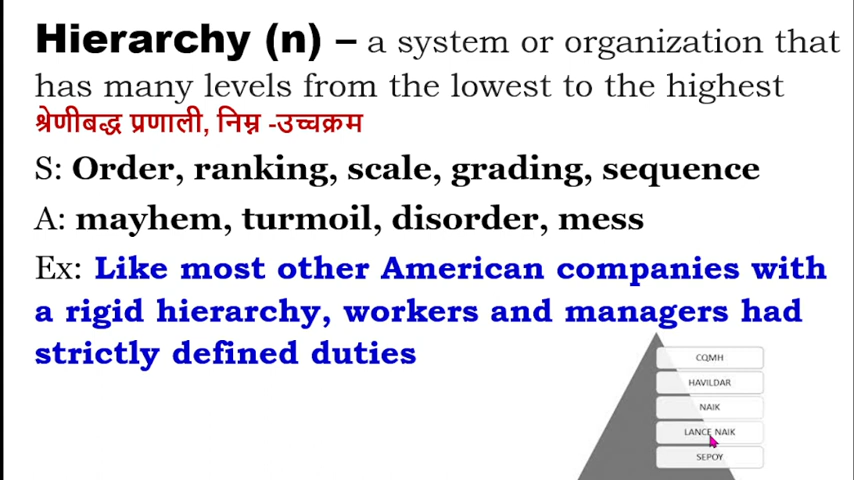 Hierarchy (n) – a system or organization that
has many levels from the lowest to the highest
श्रेणीबद्ध प्रणाली, निम्न -उच्चक्रम
S: Order, ranking, scale, grading, sequence
A: mayhem, turmoil, disorder, mess
Ex: Like most other American companies with
a rigid hierarchy, workers and managers had
strictly defined duties
CQMH
HAVILDAR
NAIK
LANCE NAIK
SEPOY